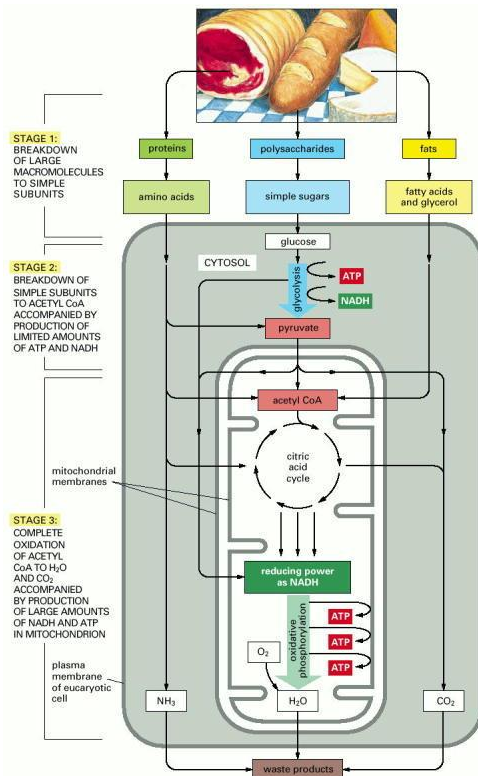 STAGE 1:
BREAKDOWN
OF LARGE
MACROMOLECULES
TO SIMPLE
SUBUNITS
proteins
polysaccharides
fats
amino acids
simple sugars
fatty acids
and glycerol
STAGE 2:
BREAKDOWN OF
SIMPLE SUBUNITS
TO ACETYL CoA
ACCOMPANIED BY
PRODUCTION OF
LIMITED AMOUNTS
OF ATP AND NADH
glucose
CYTOSOL
glycolysis
ATP
NADH
pyruvate
acetyl CoA
citric
acid
cycle
mitochondrial
membranes
STAGE 3:
COMPLETE
OXIDATION
OF ACETYL
CoA TO H2O
AND CO2
ACCOMPANIED
BY PRODUCTION
OF LARGE AMOUNTS
OF NADH AND ATP
IN MITOCHONDRION
reducing power
as NADH
oxidative
phosphorylation
ATP
ATP
ATP
O2
plasma
membrane
of eucaryotic
cell
NH3
H2O
CO2
waste products